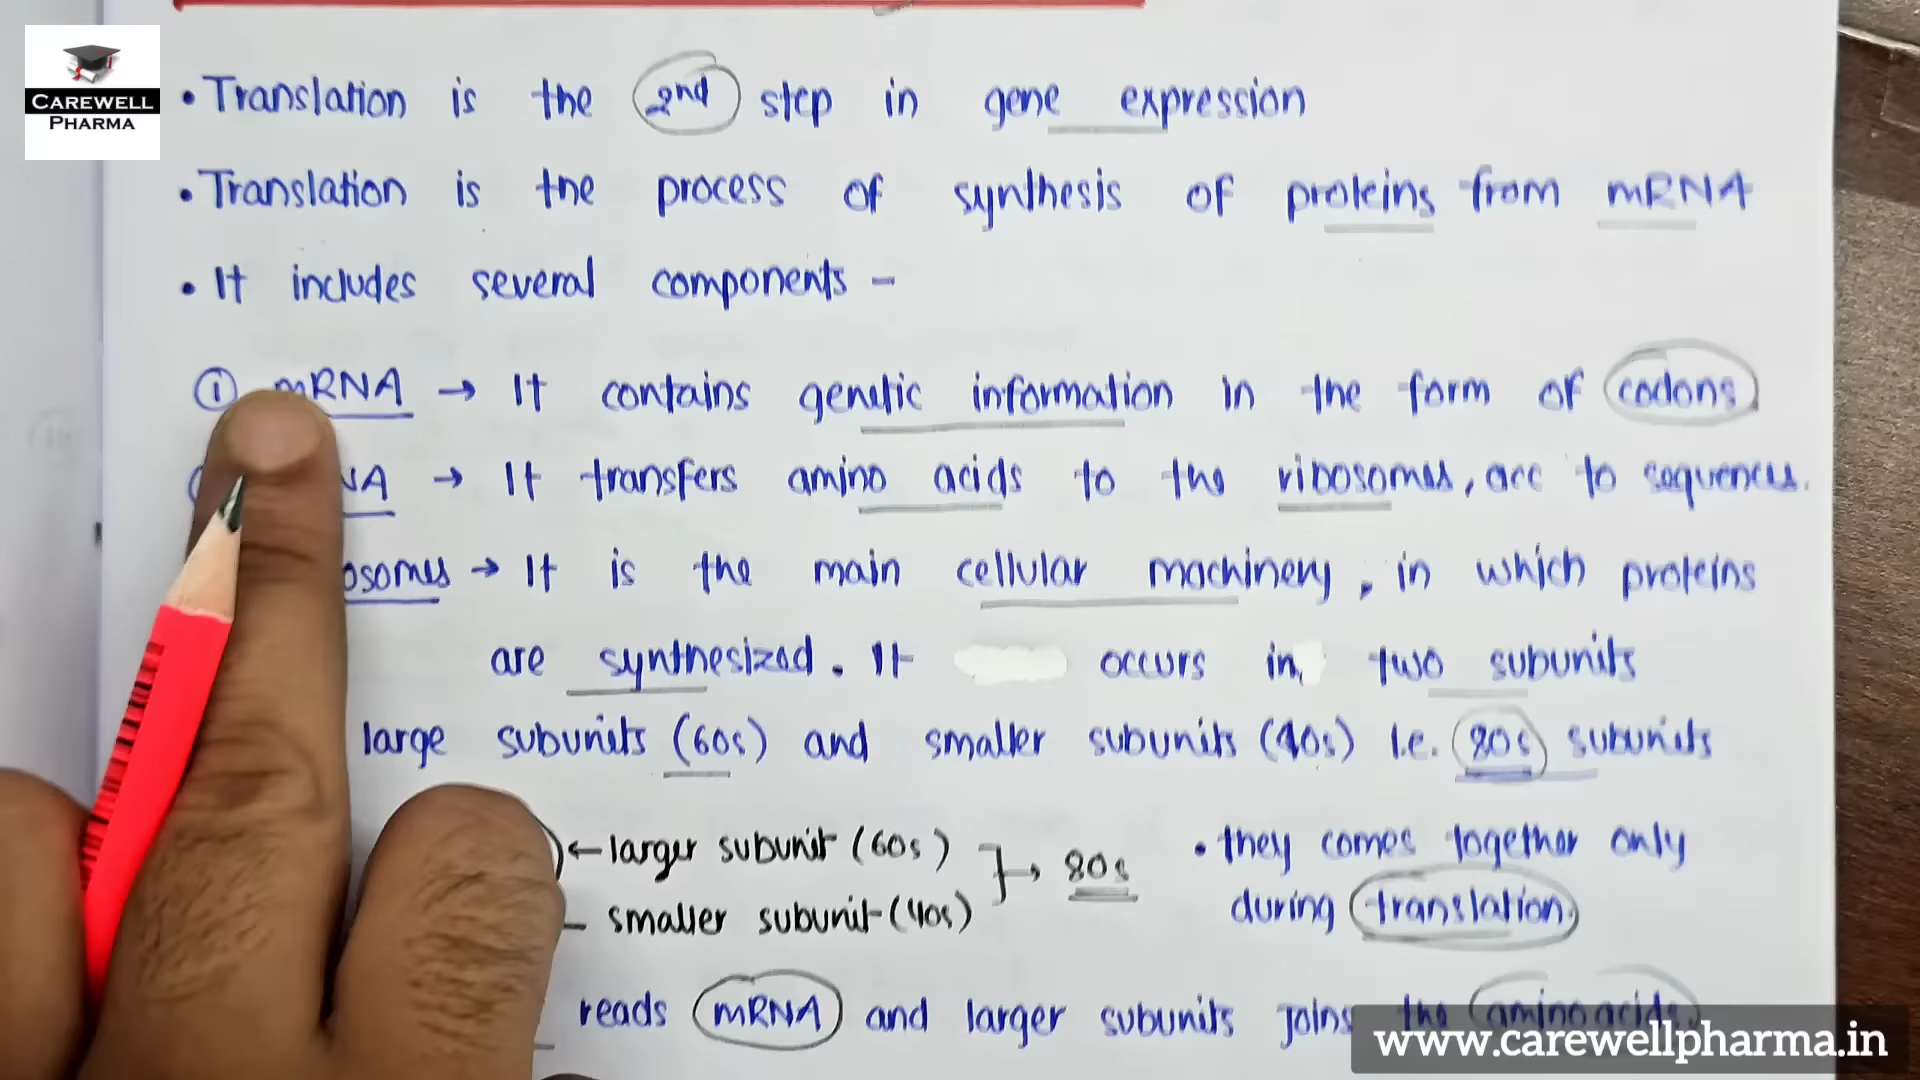 CAREWELL
PHARMA
• Translation is the 2nd step in gene expression
• Translation is the process of synthesis of proteins from mRNA
• It includes several components –
① mRNA → It contains genetic information in the form of codons
NA → It transfers amino acids to the ribosomes, acc to sequences.
osomes → It is the main cellular machinery, in which proteins
are synthesized. It occurs in, two subunits
large subunits (60s) and smaller subunits (40s) i.e. 80s subunits
← larger subunit (60s) → 80s
– smaller subunit (40s)
• they comes together only
during translation.
reads mRNA and larger subunits joins the amino acids.
www.carewellpharma.in